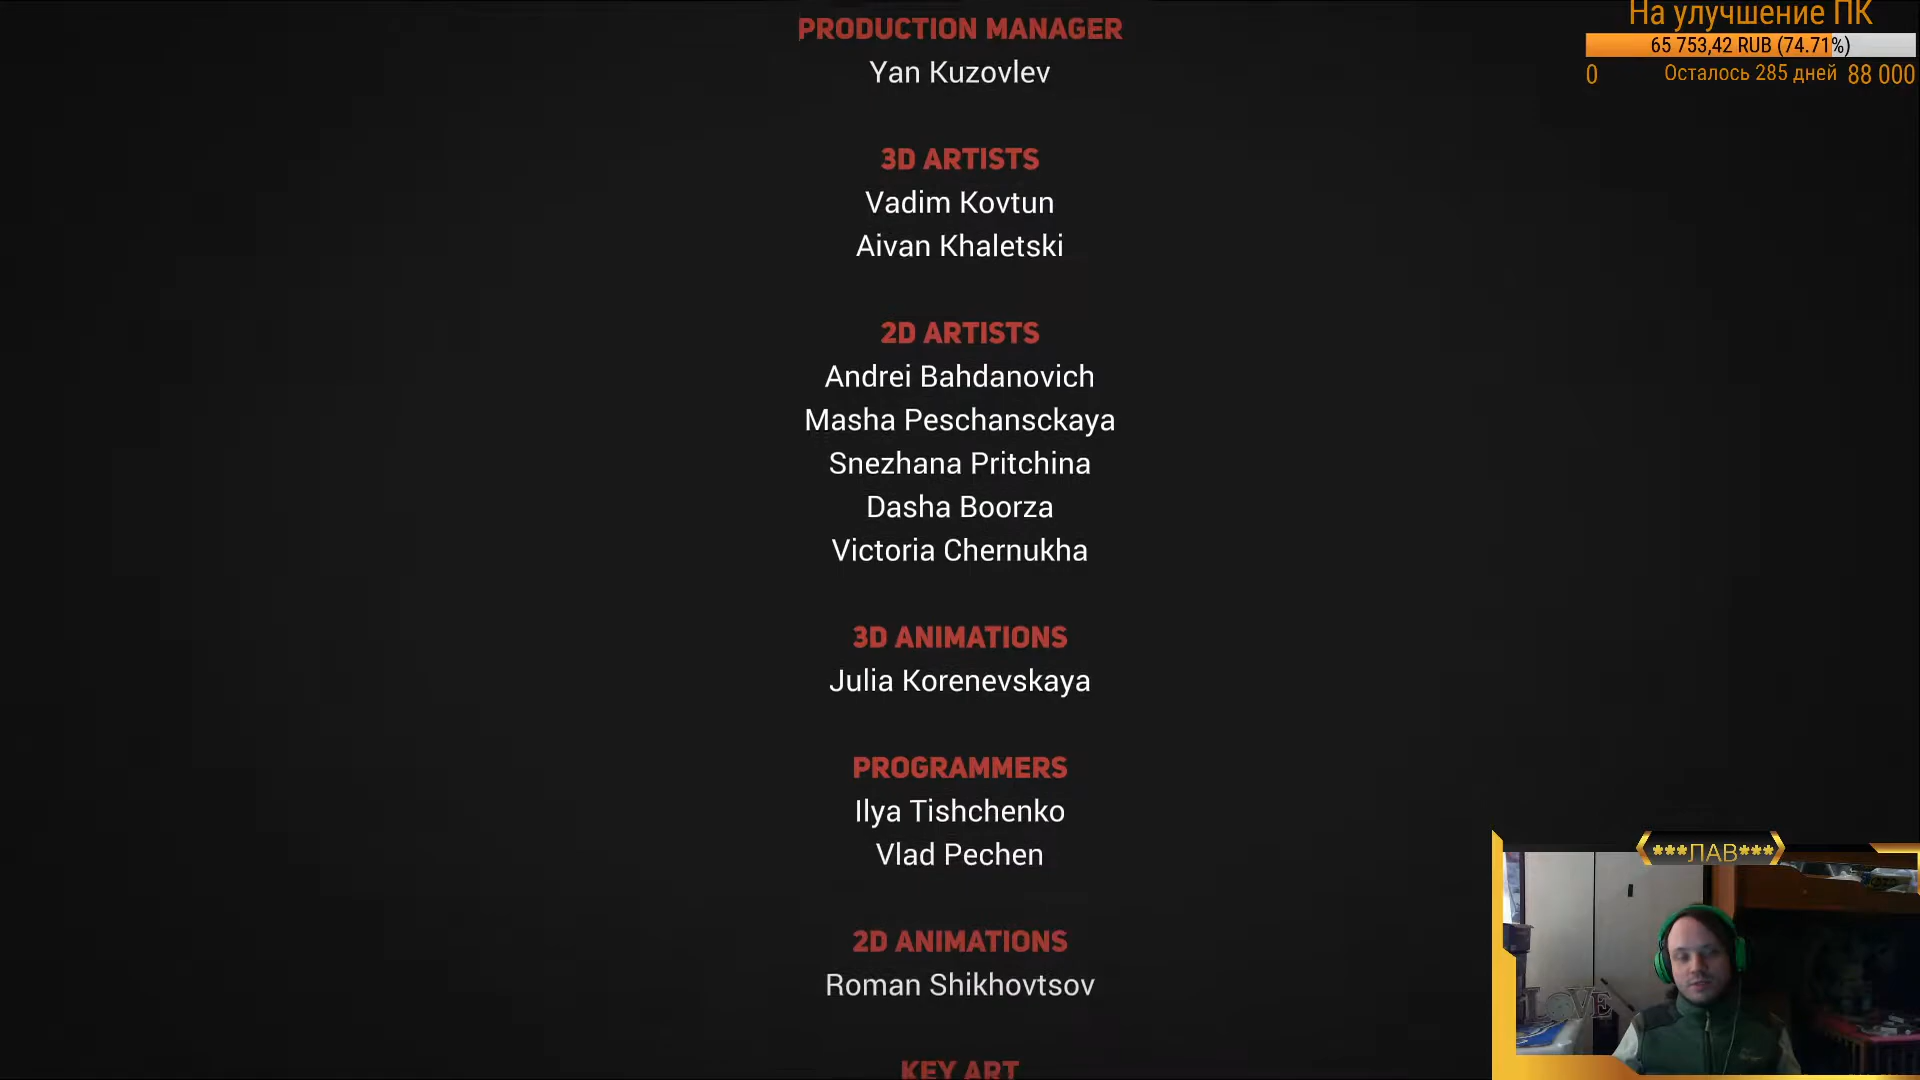 PRODUCTION MANAGER
Yan Kuzovlev
3D ARTISTS
Vadim Kovtun
Aivan Khaletski
2D ARTISTS
Andrei Bahdanovich
Masha Peschansckaya
Snezhana Pritchina
Dasha Boorza
Victoria Chernukha
3D ANIMATIONS
Julia Korenevskaya
PROGRAMMERS
Ilya Tishchenko
Vlad Pechen
2D ANIMATIONS
Roman Shikhovtsov
KEY ART
На улучшение ПК
65 753,42 RUB (74.71%)
0 Осталось 285 дней 88 000
***ЛАВ***
LOVE